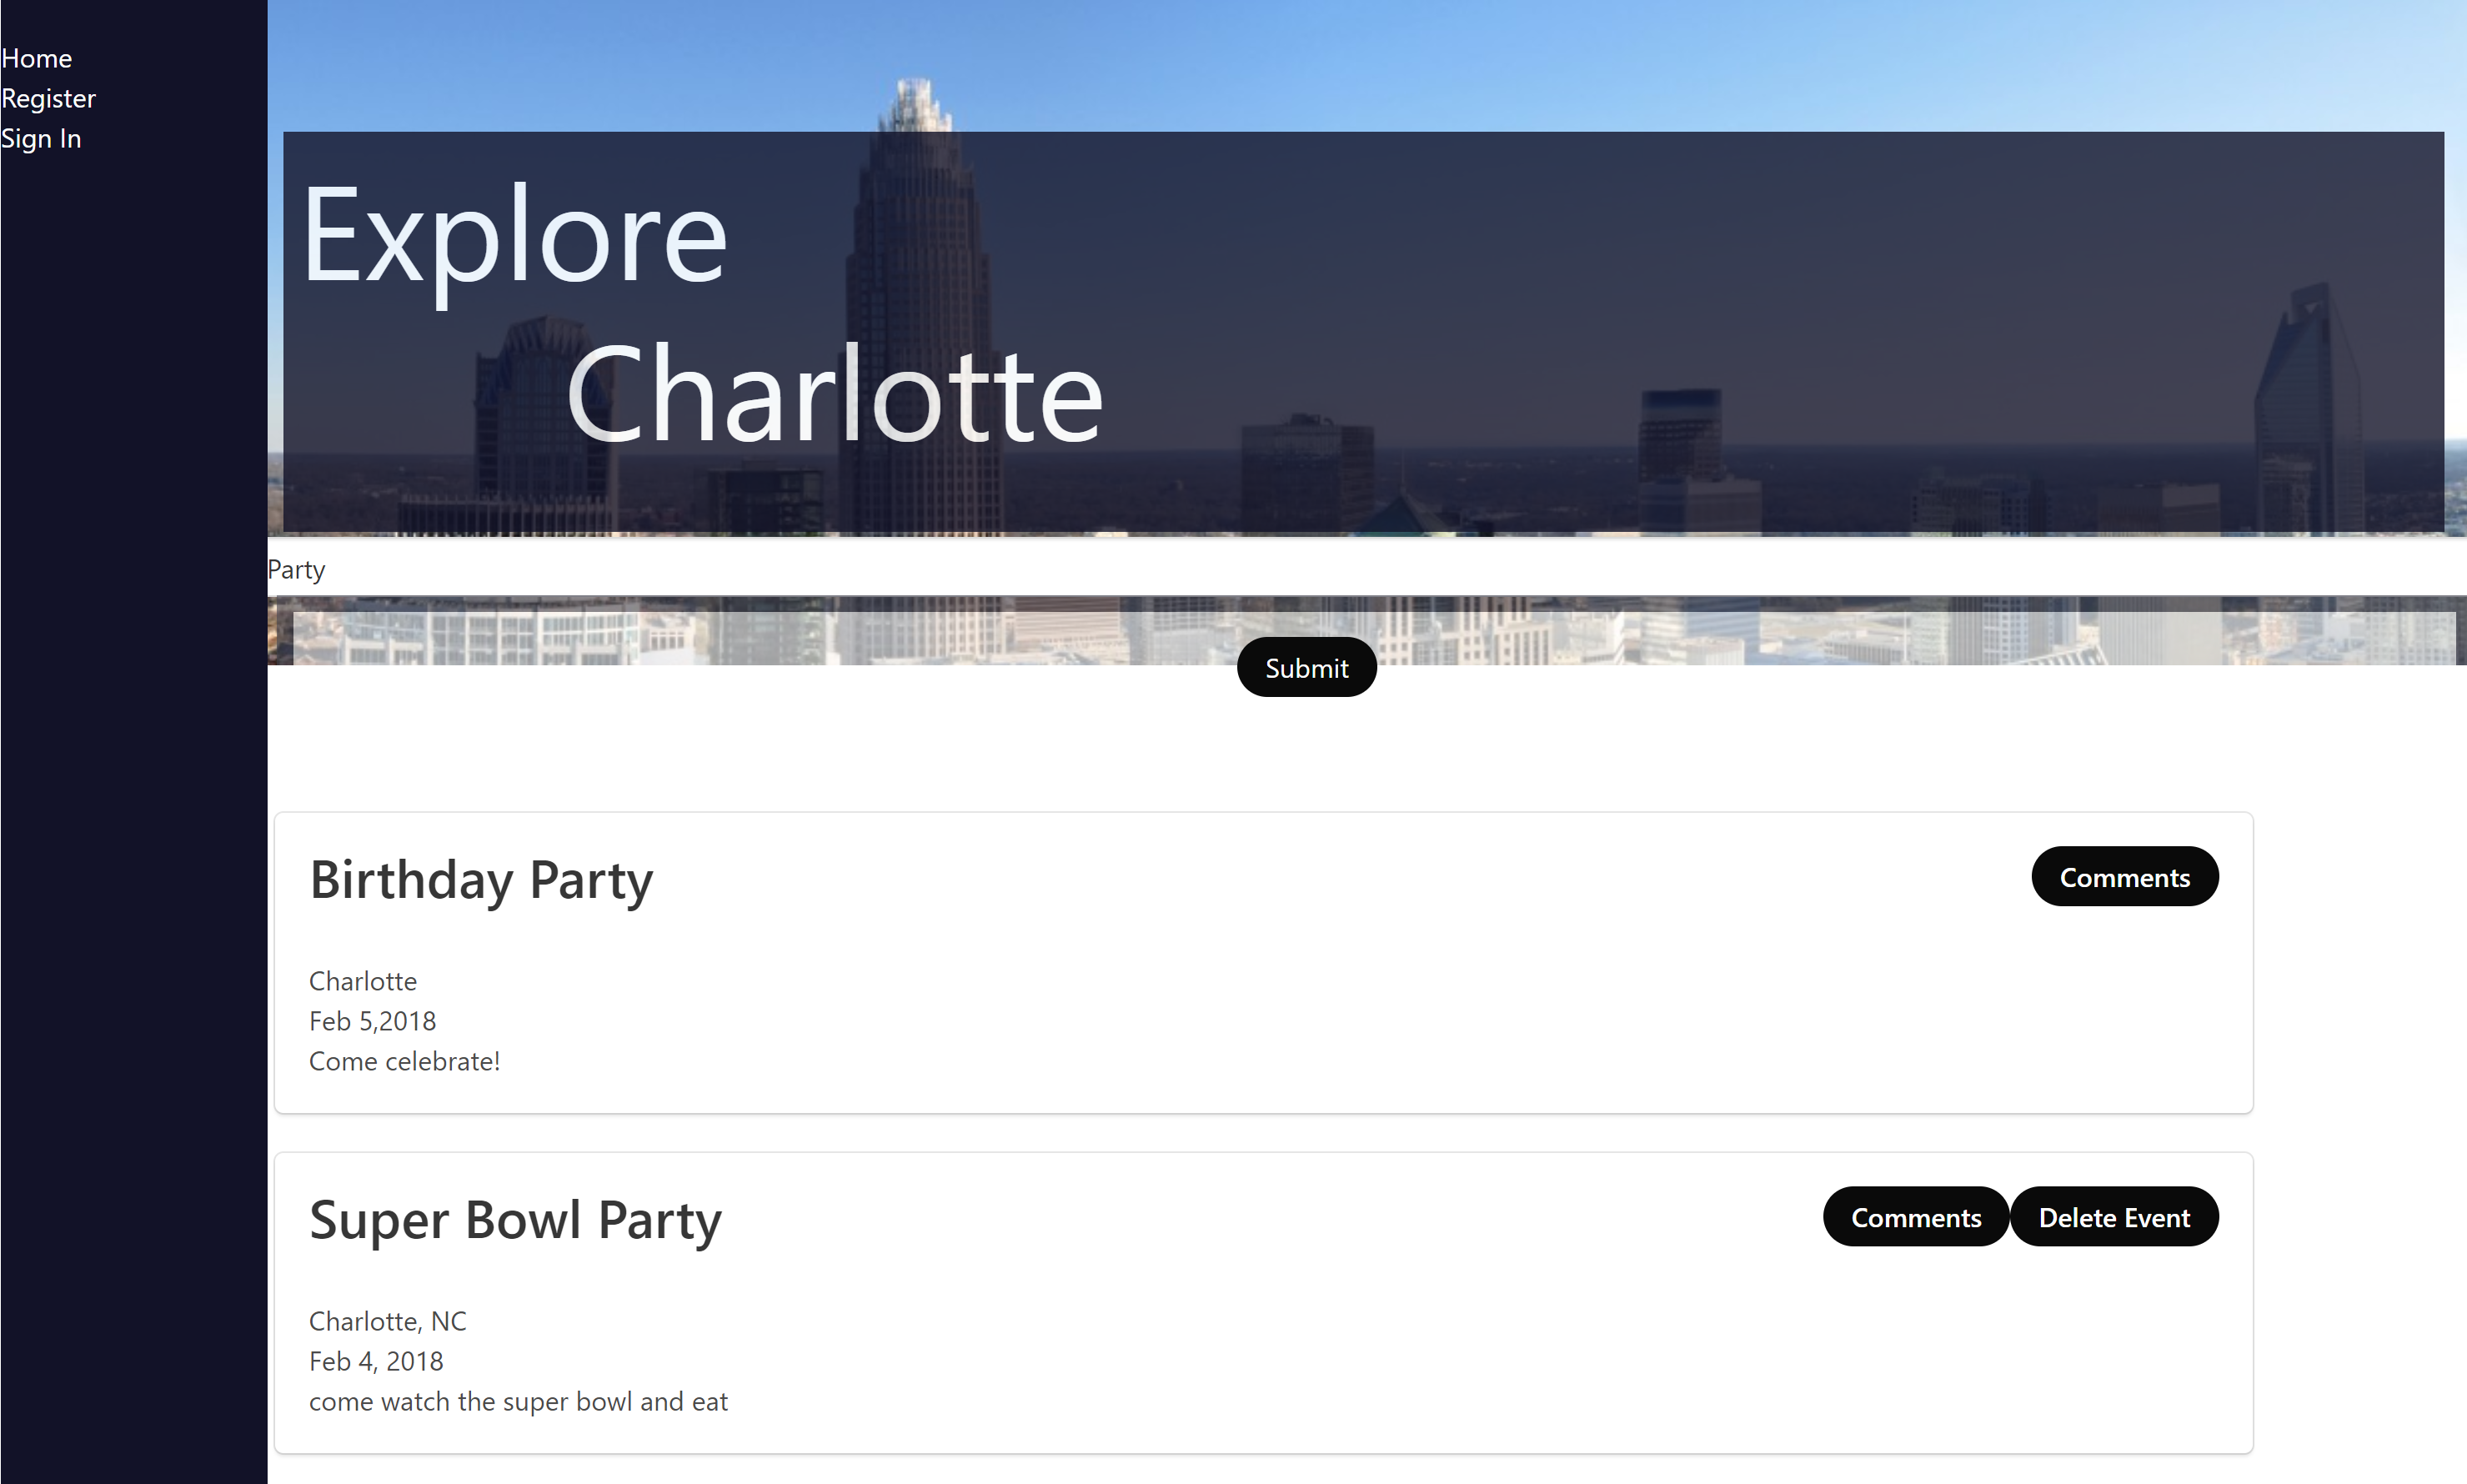 Home
Register
Sign In
Explore
Charlotte
Party
Submit
Birthday Party
Comments
Charlotte
Feb 5,2018
Come celebrate!
Super Bowl Party
Comments
Delete Event
Charlotte, NC
Feb 4, 2018
come watch the super bowl and eat